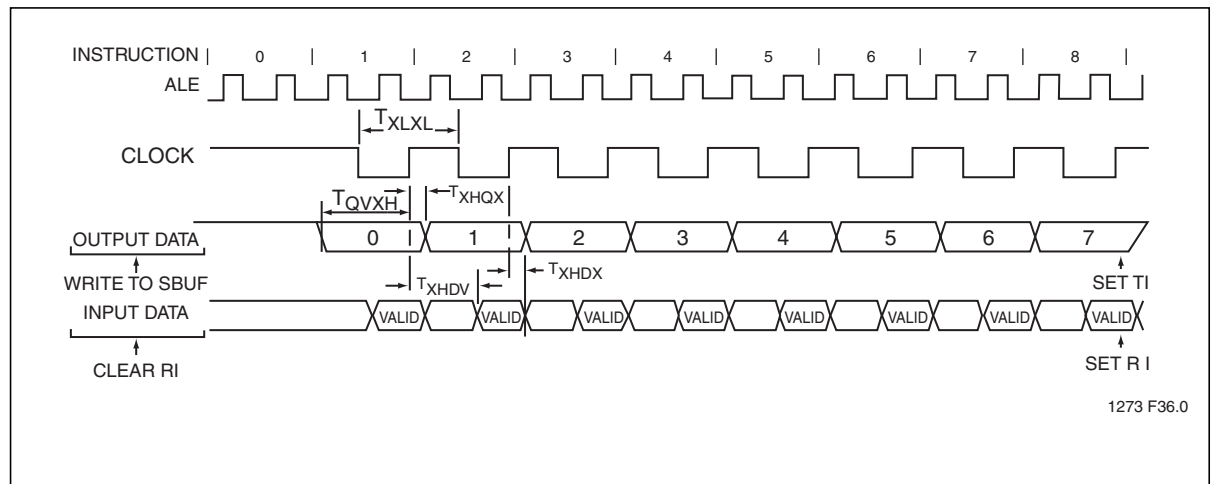 INSTRUCTION | 0 | 1 | 2 | 3 | 4 | 5 | 6 | 7 | 8 |
ALE
TXLXL
CLOCK
TQVXH
TXHQX
OUTPUT DATA
0 1 2 3 4 5 6 7
WRITE TO SBUF
TXHDV
TXHDX
SET TI
INPUT DATA
VALID VALID VALID VALID VALID VALID VALID VALID
CLEAR RI
SET R I
1273 F36.0